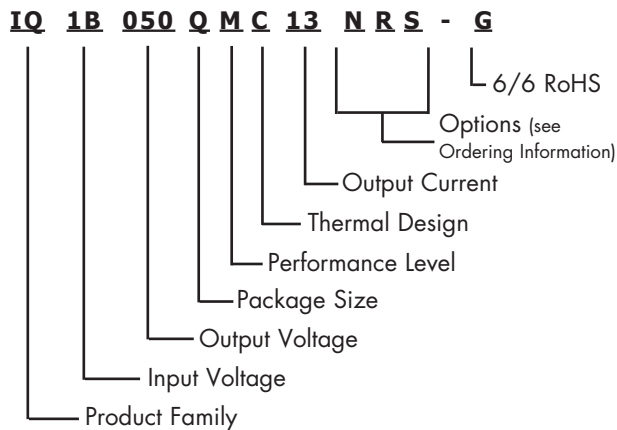 IQ 1B 050 Q M C 13 N R S - G
6/6 RoHS
Options (see
Ordering Information)
Output Current
Thermal Design
Performance Level
Package Size
Output Voltage
Input Voltage
Product Family